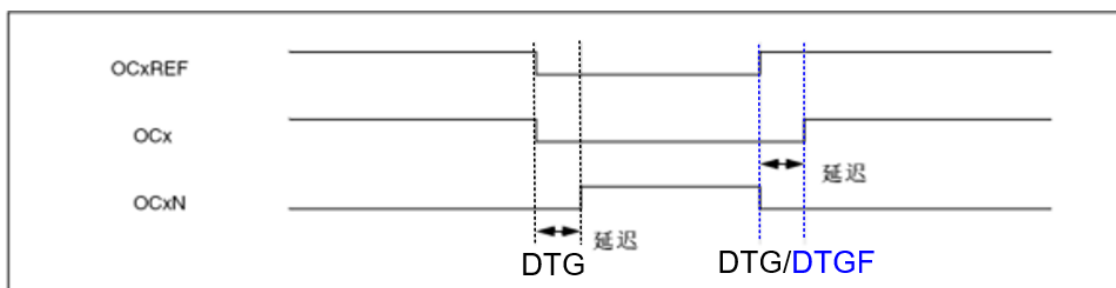 OCxREF
OCx
延迟
OCxN
延迟
DTG
DTG/DTGF